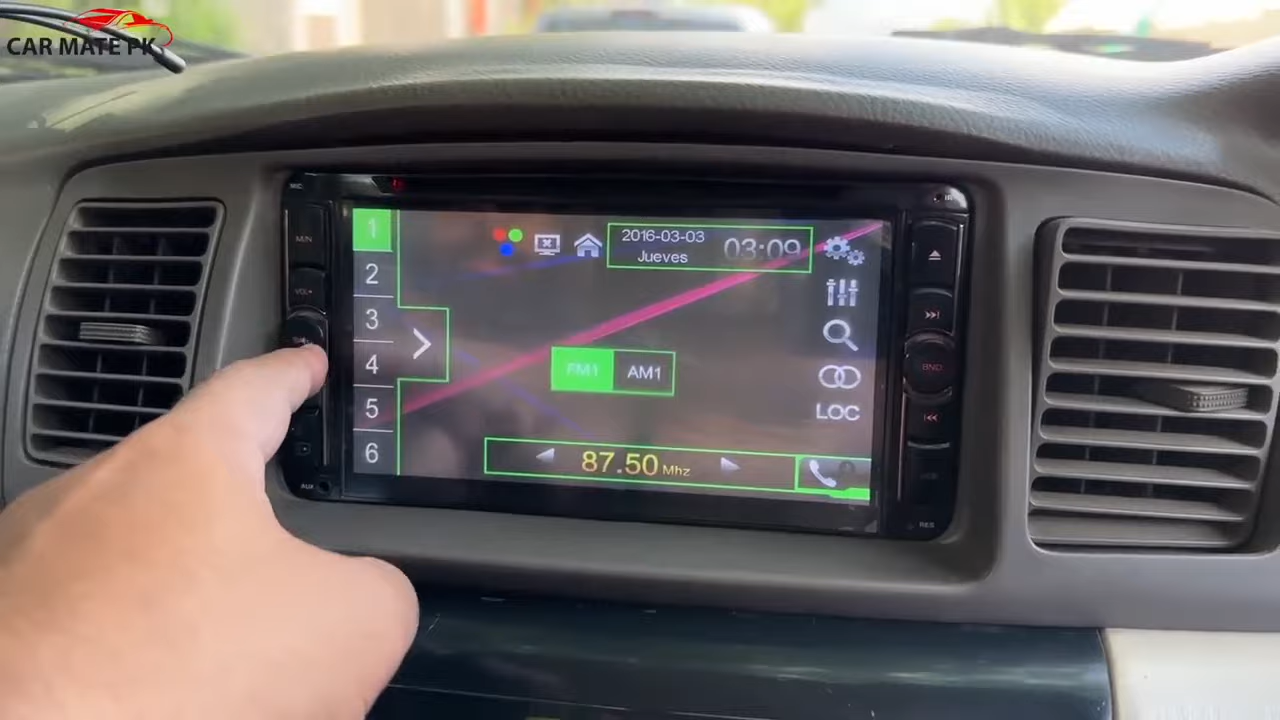 CAR MATE PK
MIC
IR
M/N
VOL+
AUX
1
2
3
4
5
6
2016-03-03
Jueves
03:09
FM1
AM1
LOC
87.50 Mhz
BND
RES